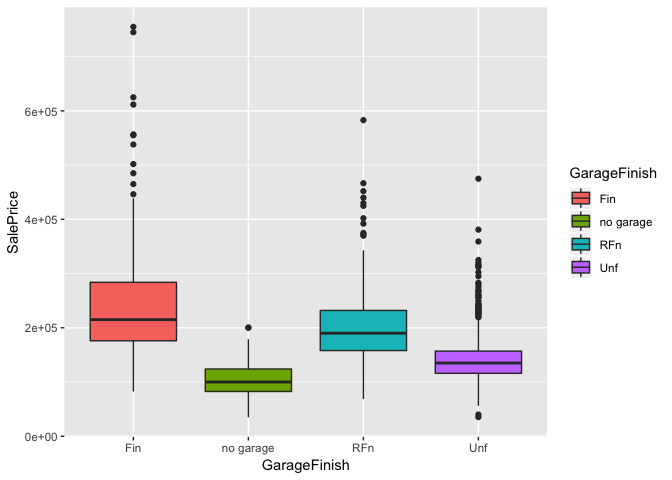 SalePrice
6e+05
4e+05
2e+05
0e+00
Fin
no garage
RFn
Unf
GarageFinish
GarageFinish
Fin
no garage
RFn
Unf